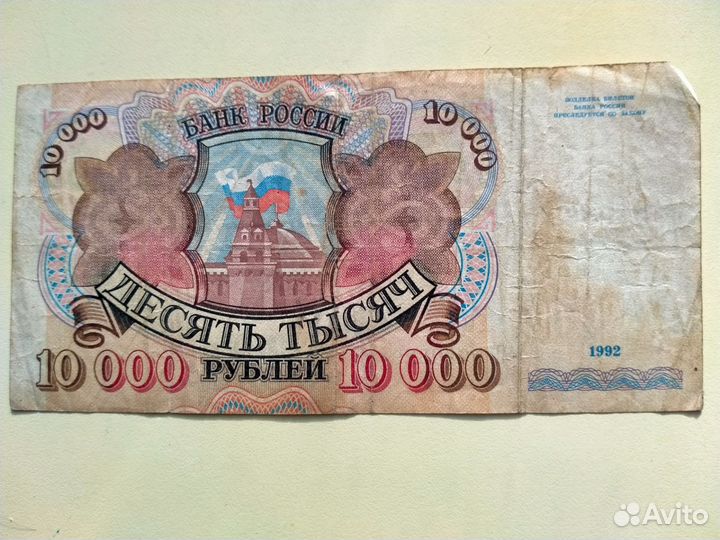 БАНК РОССИИ
10 000
10 000
ПОДДЕЛКА БИЛЕТОВ
БАНКА РОССИИ
ПРЕСЛЕДУЕТСЯ ПО ЗАКОНУ
ДЕСЯТЬ ТЫСЯЧ
10 000 РУБЛЕЙ 10 000
1992
Avito